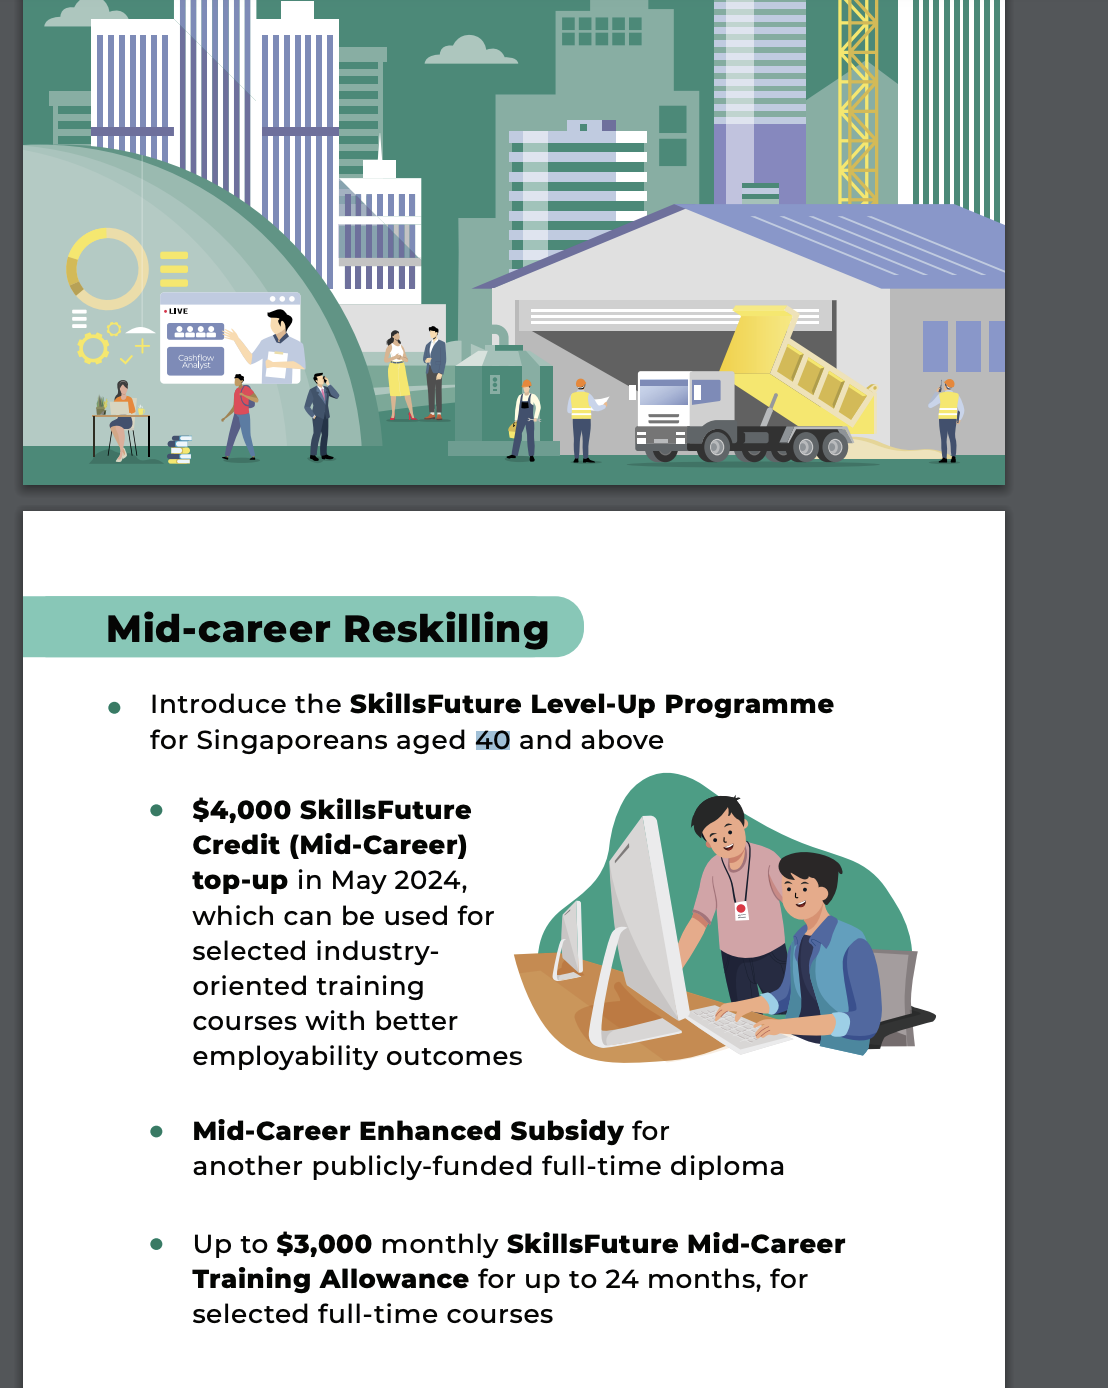 LIVE
Cashflow
Analyst
Mid-career Reskilling
Introduce the SkillsFuture Level-Up Programme
for Singaporeans aged 40 and above
$4,000 SkillsFuture
Credit (Mid-Career)
top-up in May 2024,
which can be used for
selected industry-
oriented training
courses with better
employability outcomes
Mid-Career Enhanced Subsidy for
another publicly-funded full-time diploma
Up to $3,000 monthly SkillsFuture Mid-Career
Training Allowance for up to 24 months, for
selected full-time courses